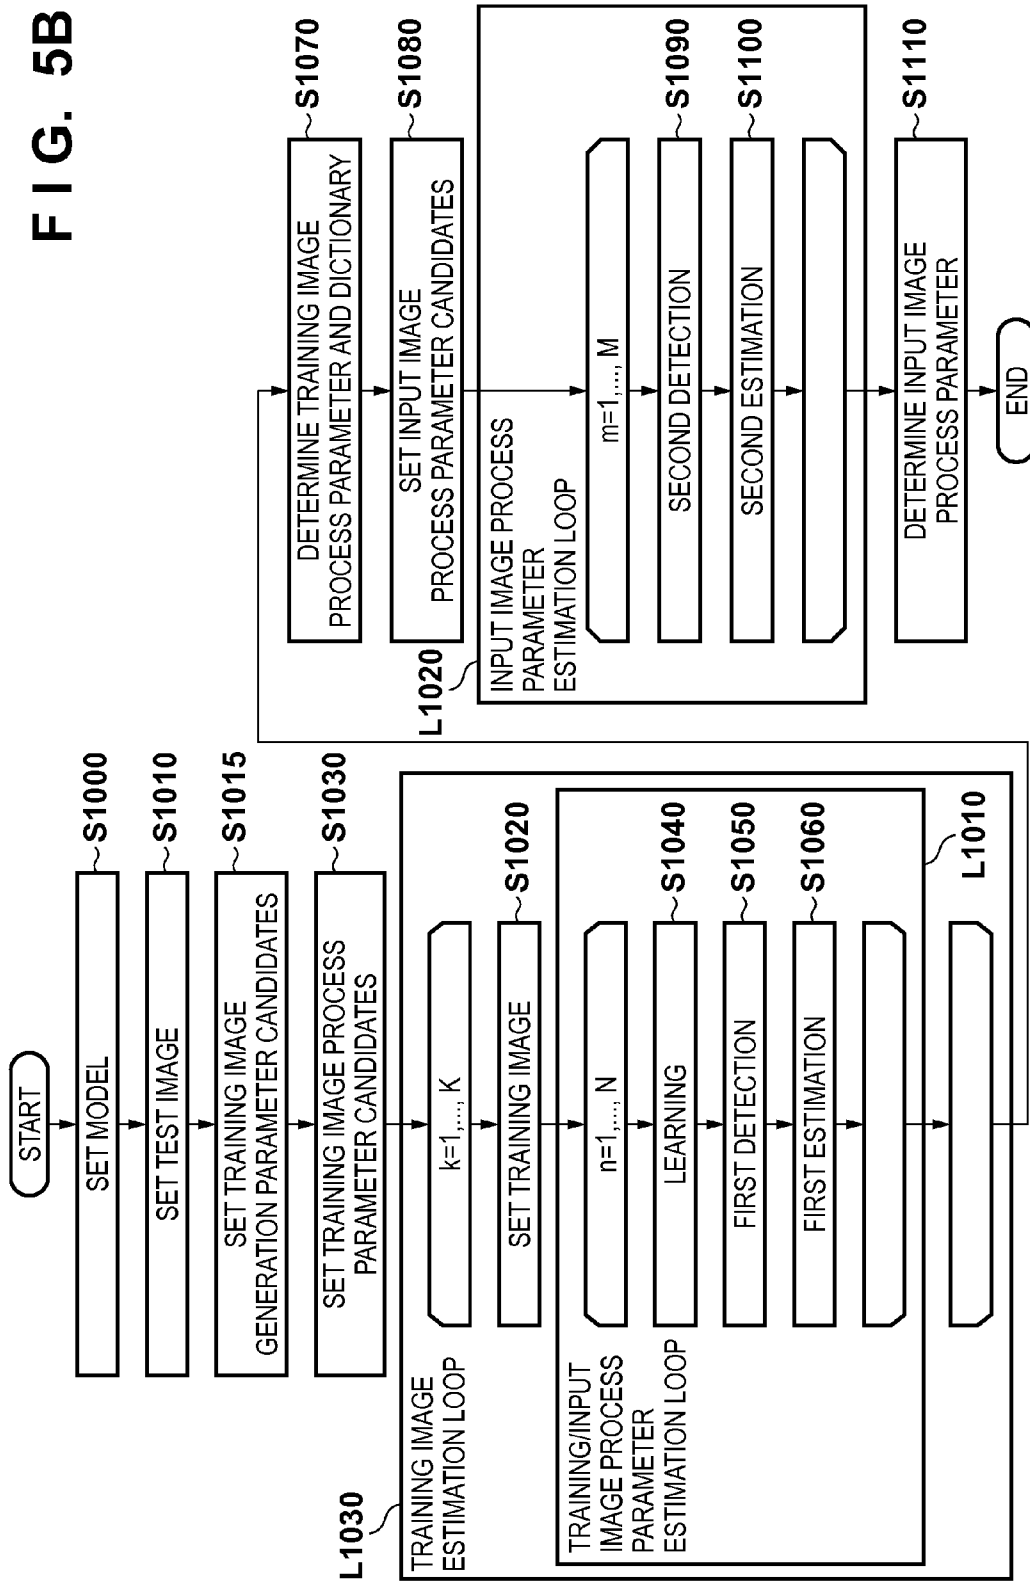 F I G. 5B
START
SET MODEL
S1000
SET TEST IMAGE
S1010
SET TRAINING IMAGE
GENERATION PARAMETER CANDIDATES
S1015
SET TRAINING IMAGE PROCESS
PARAMETER CANDIDATES
S1030
L1030
TRAINING IMAGE
ESTIMATION LOOP
k=1,..., K
SET TRAINING IMAGE
S1020
TRAINING/INPUT
IMAGE PROCESS
PARAMETER
ESTIMATION LOOP
n=1,..., N
LEARNING
S1040
FIRST DETECTION
S1050
FIRST ESTIMATION
S1060
L1010
DETERMINE TRAINING IMAGE
PROCESS PARAMETER AND DICTIONARY
S1070
SET INPUT IMAGE
PROCESS PARAMETER CANDIDATES
S1080
L1020
INPUT IMAGE PROCESS
PARAMETER
ESTIMATION LOOP
m=1,..., M
SECOND DETECTION
S1090
SECOND ESTIMATION
S1100
DETERMINE INPUT IMAGE
PROCESS PARAMETER
S1110
END